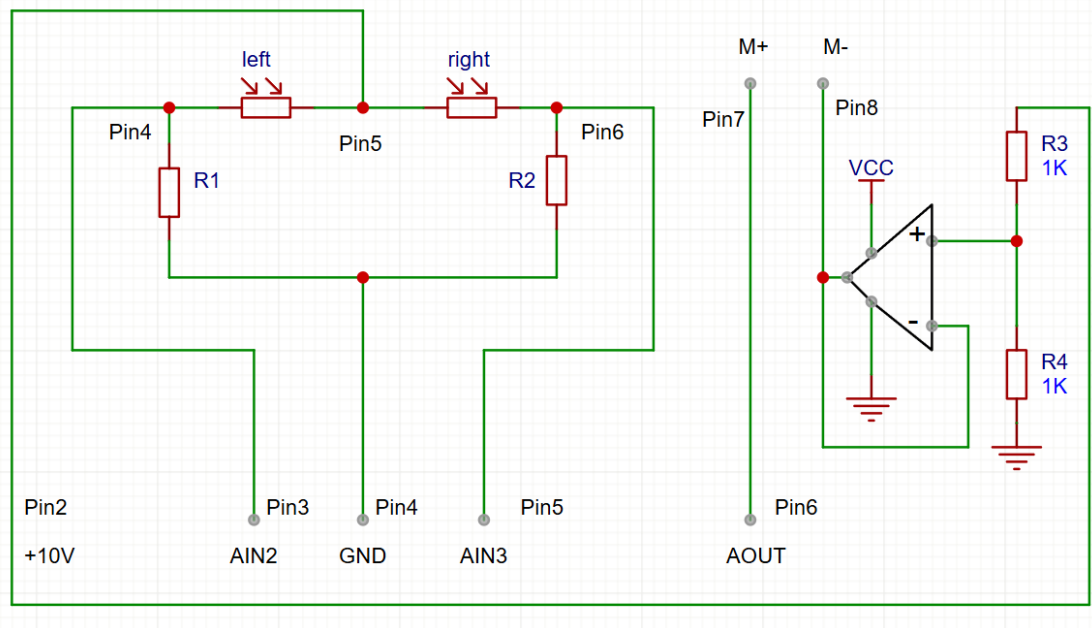 M+
M-
left
right
Pin7
Pin8
Pin4
Pin5
Pin6
R3
1K
VCC
R1
R2
+
-
R4
1K
Pin2
Pin3
Pin4
Pin5
Pin6
+10V
AIN2
GND
AIN3
AOUT